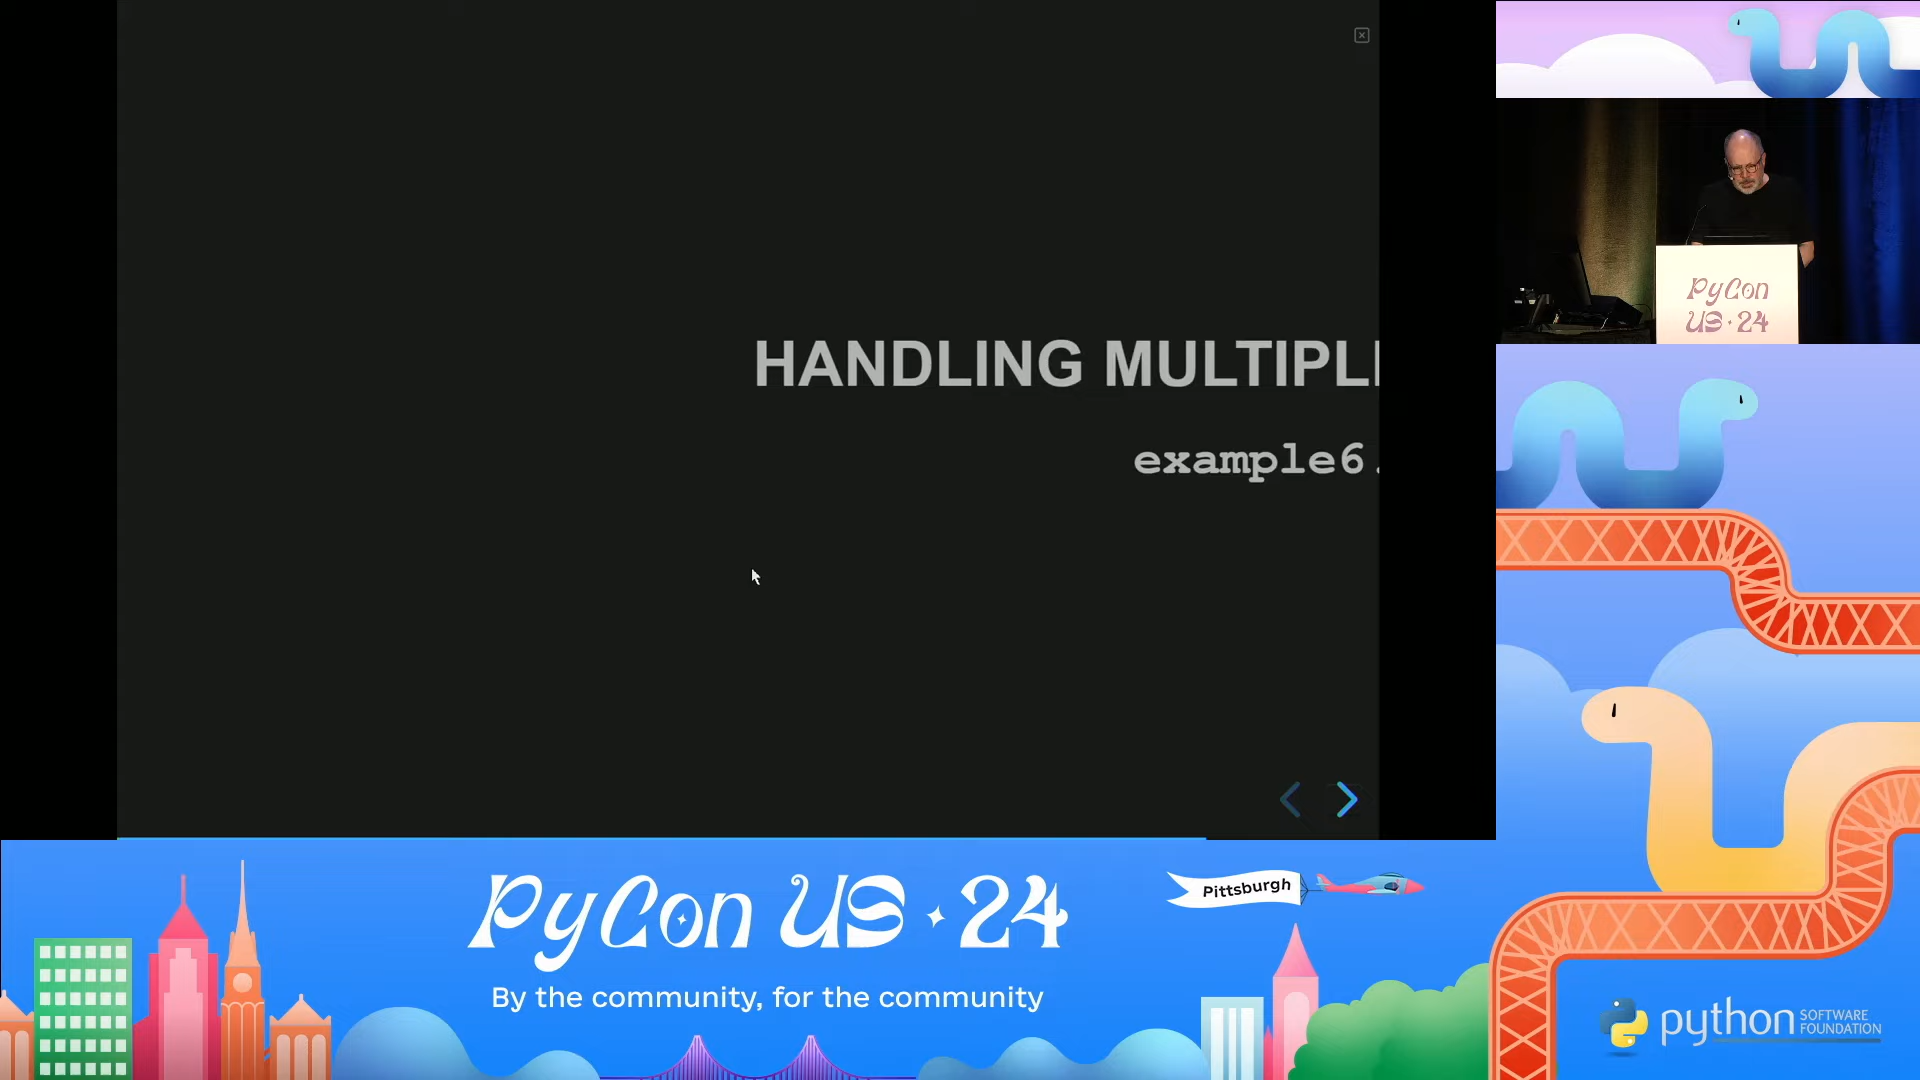 HANDLING MULTIPL
example6.
PyCon
US·24
PyCon US·24
By the community, for the community
Pittsburgh
python
SOFTWARE
FOUNDATION